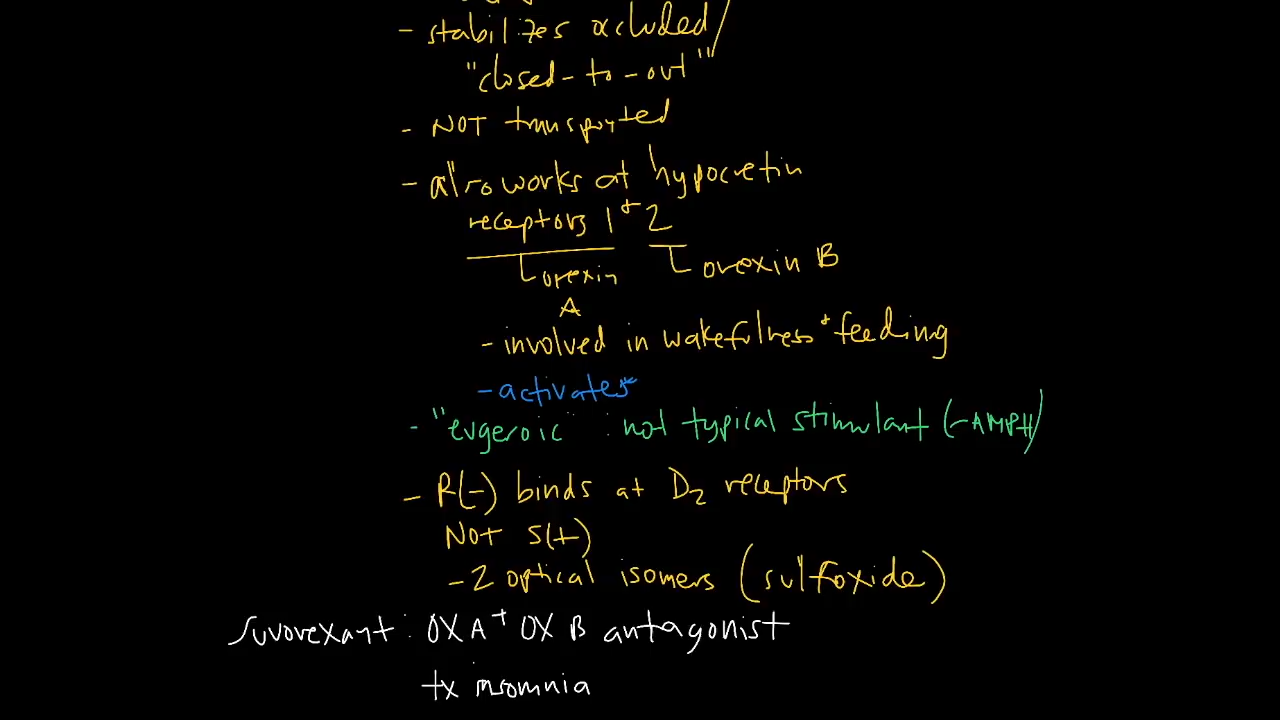 - stabilizes occluded/
"closed-to-out"
- NOT transported
- also works at hypocretin
receptors 1 & 2
orexin A
orexin B
- involved in wakefulness & feeding
- activates
- "eugeroic" : not typical stimulant (-AMPH)
- R(-) binds at D2 receptors
NOT S(+)
- 2 optical isomers (sulfoxide)
Suvorexant: OX A + OX B antagonist
tx insomnia